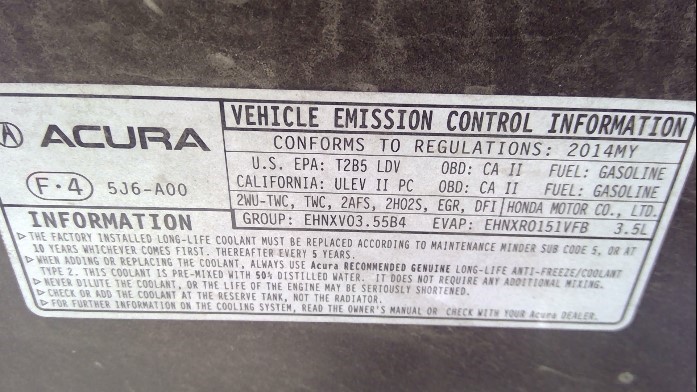 ACURA
F·4 5J6-A00
VEHICLE EMISSION CONTROL INFORMATION
CONFORMS TO REGULATIONS: 2014MY
U.S. EPA: T2B5 LDV OBD: CA II FUEL: GASOLINE
CALIFORNIA: ULEV II PC OBD: CA II FUEL: GASOLINE
2WU-TWC, TWC, 2AFS, 2HO2S, EGR, DFI HONDA MOTOR CO., LTD.
GROUP: EHNXV03.55B4 EVAP: EHNXR0151VFB 3.5L
INFORMATION
▷ THE FACTORY INSTALLED LONG-LIFE COOLANT MUST BE REPLACED ACCORDING TO MAINTENANCE MINDER SUB CODE 5, OR AT
10 YEARS WHICHEVER COMES FIRST. THEREAFTER EVERY 5 YEARS.
▷ WHEN ADDING OR REPLACING THE COOLANT, ALWAYS USE Acura RECOMMENDED GENUINE LONG-LIFE ANTI-FREEZE/COOLANT
TYPE 2. THIS COOLANT IS PRE-MIXED WITH 50% DISTILLED WATER. IT DOES NOT REQUIRE ANY ADDITIONAL MIXING.
▷ NEVER DILUTE THE COOLANT, OR THE LIFE OF THE ENGINE MAY BE SERIOUSLY SHORTENED.
▷ CHECK OR ADD THE COOLANT AT THE RESERVE TANK, NOT THE RADIATOR.
▷ FOR FURTHER INFORMATION ON THE COOLING SYSTEM, READ THE OWNER'S MANUAL OR CHECK WITH YOUR Acura DEALER.